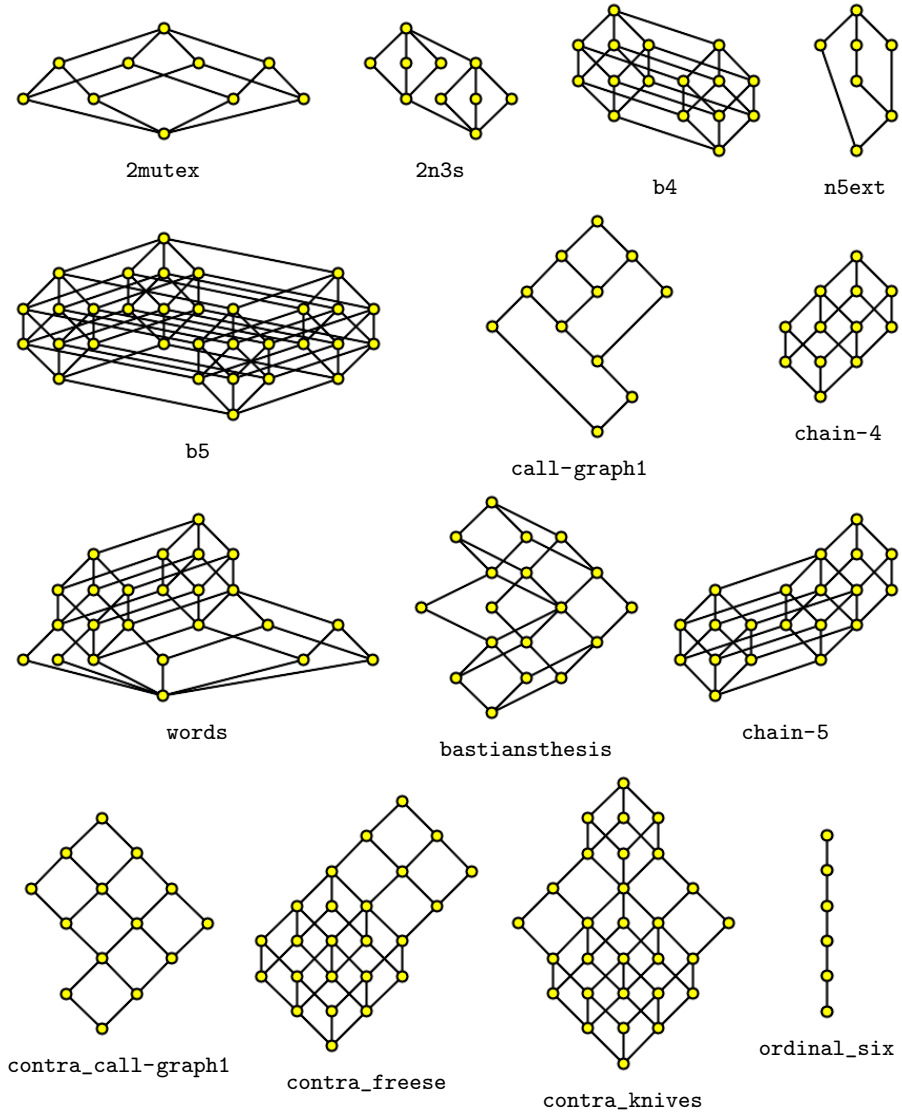 2mutex
2n3s
b4
n5ext
b5
call-graph1
chain-4
words
bastiansthesis
chain-5
contra_call-graph1
contra_freese
contra_knives
ordinal_six